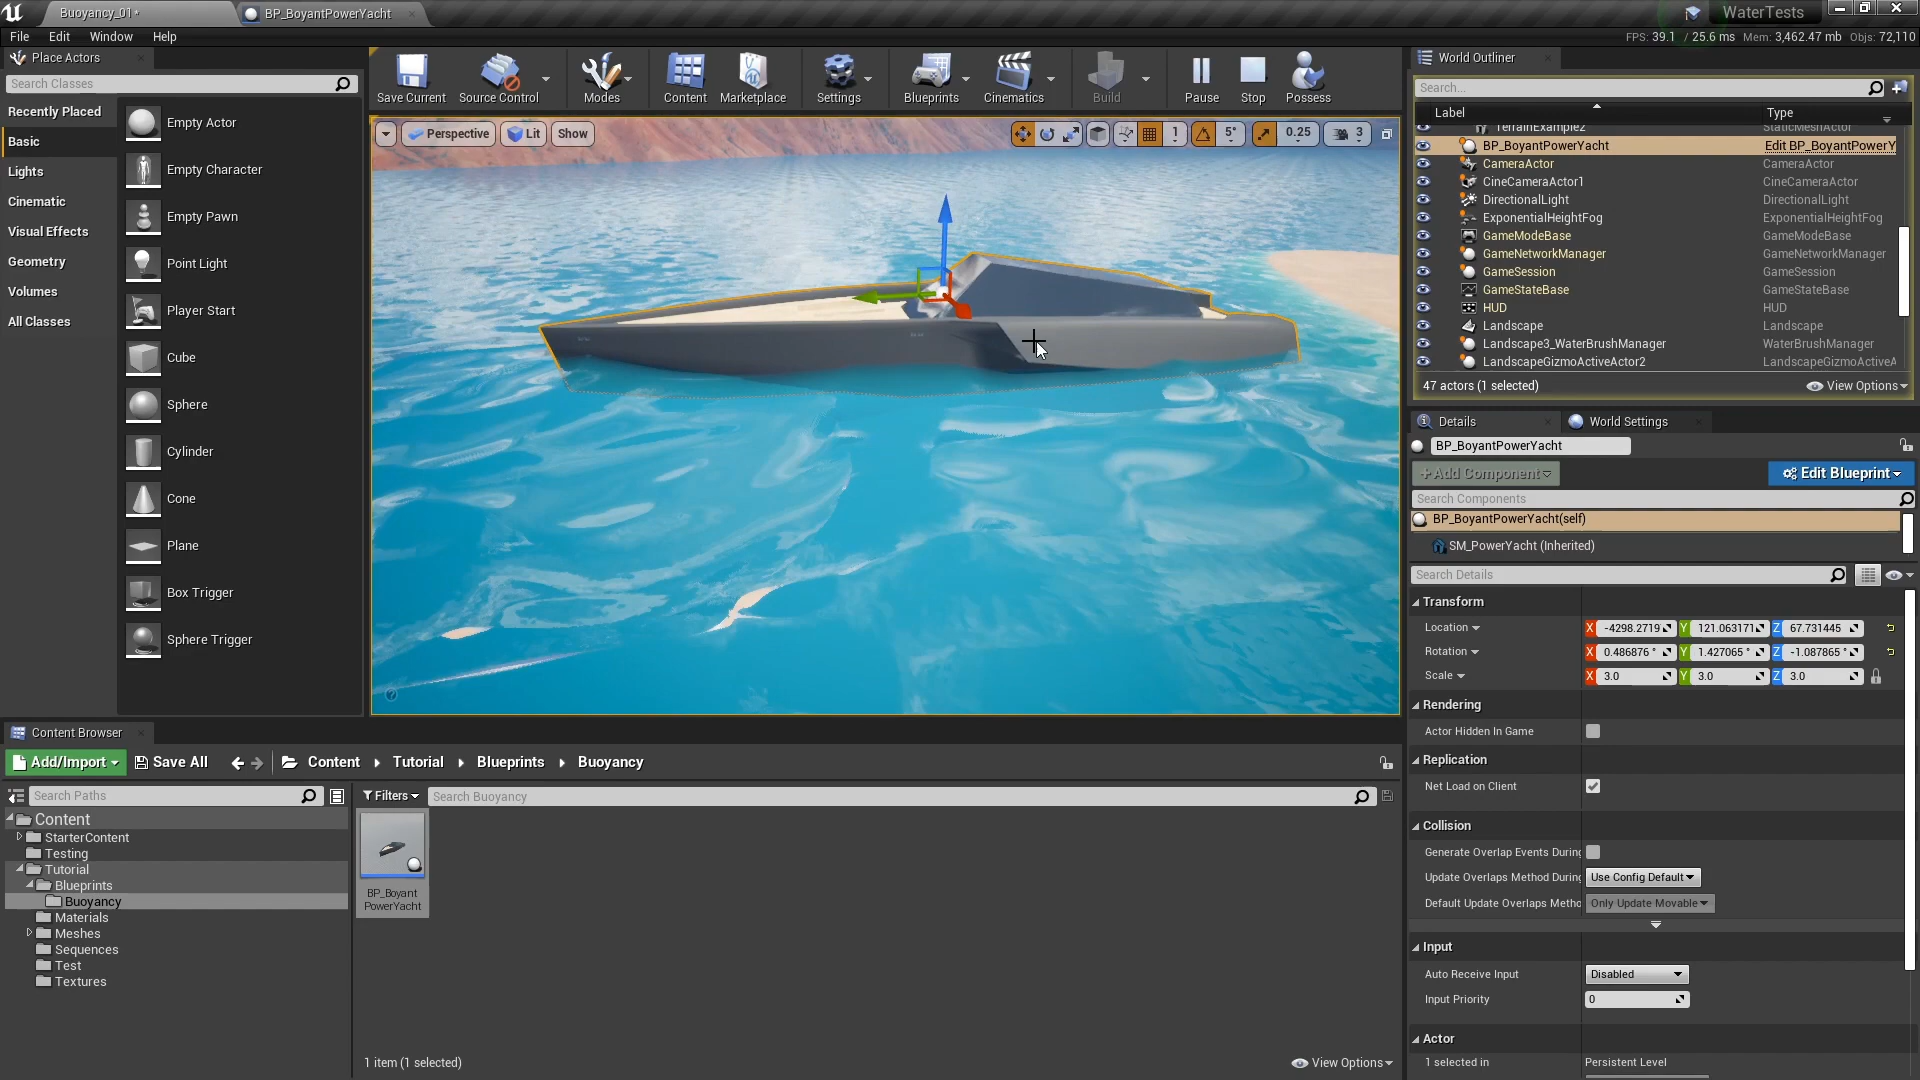 Buoyancy_01*
BP_BoyantPowerYacht
WaterTests
File Edit Window Help
FPS: 39.1 / 25.6 ms Mem: 3,462.47 mb Objs: 72,110
Place Actors
Search Classes
Recently Placed
Basic
Lights
Cinematic
Visual Effects
Geometry
Volumes
All Classes
Empty Actor
Empty Character
Empty Pawn
Point Light
Player Start
Cube
Sphere
Cylinder
Cone
Plane
Box Trigger
Sphere Trigger
Save Current
Source Control
Modes
Content
Marketplace
Settings
Blueprints
Cinematics
Build
Pause
Stop
Possess
Perspective
Lit
Show
1
5°
0.25
3
World Outliner
Search...
Label Type
TerrainExample2 StaticMeshActor
BP_BoyantPowerYacht Edit BP_BoyantPowerY
CameraActor CameraActor
CineCameraActor1 CineCameraActor
DirectionalLight DirectionalLight
ExponentialHeightFog ExponentialHeightFog
GameModeBase GameModeBase
GameNetworkManager GameNetworkManager
GameSession GameSession
GameStateBase GameStateBase
HUD HUD
Landscape Landscape
Landscape3_WaterBrushManager WaterBrushManager
LandscapeGizmoActiveActor2 LandscapeGizmoActiveA
47 actors (1 selected)
View Options
Details
World Settings
BP_BoyantPowerYacht
+Add Component
Edit Blueprint
Search Components
BP_BoyantPowerYacht(self)
SM_PowerYacht (Inherited)
Search Details
Transform
Location X -4298.2719 Y 121.063171 Z 67.731445
Rotation X 0.486876 ° Y 1.427065 ° Z -1.087865 °
Scale X 3.0 Y 3.0 Z 3.0
Rendering
Actor Hidden In Game
Replication
Net Load on Client
Collision
Generate Overlap Events During
Update Overlaps Method During Use Config Default
Default Update Overlaps Metho Only Update Movable
Input
Auto Receive Input Disabled
Input Priority 0
Actor
1 selected in Persistent Level
Content Browser
Add/Import
Save All
Content Tutorial Blueprints Buoyancy
Search Paths
Filters
Search Buoyancy
Content
StarterContent
Testing
Tutorial
Blueprints
Buoyancy
Materials
Meshes
Sequences
Test
Textures
BP_Boyant
PowerYacht
1 item (1 selected)
View Options